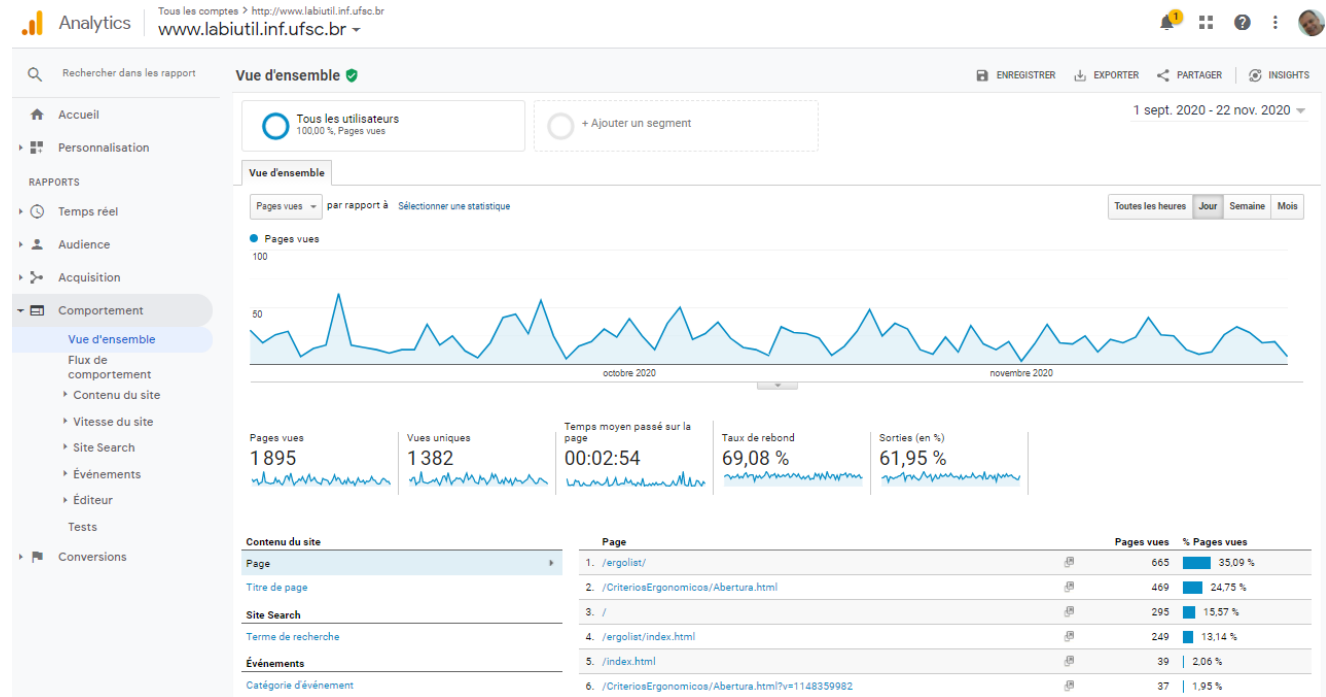 Analytics
Tous les comptes > http://www.labiutil.inf.ufsc.br
www.labiutil.inf.ufsc.br
1
Rechercher dans les rapport
Vue d'ensemble
ENREGISTRER
EXPORTER
PARTAGER
INSIGHTS
Accueil
Personnalisation
RAPPORTS
Temps réel
Audience
Acquisition
Comportement
Vue d'ensemble
Flux de
comportement
Contenu du site
Vitesse du site
Site Search
Événements
Éditeur
Tests
Conversions
Tous les utilisateurs
100,00 %, Pages vues
+ Ajouter un segment
1 sept. 2020 - 22 nov. 2020
Vue d'ensemble
Pages vues par rapport à Sélectionner une statistique
Toutes les heures Jour Semaine Mois
Pages vues
100
50
octobre 2020 novembre 2020
Pages vues
1 895
Vues uniques
1 382
Temps moyen passé sur la
page
00:02:54
Taux de rebond
69,08 %
Sorties (en %)
61,95 %
Contenu du site
Page
Titre de page
Site Search
Terme de recherche
Événements
Catégorie d'événement
Page Pages vues % Pages vues
1. /ergolist/ 665 35,09 %
2. /CriteriosErgonomicos/Abertura.html 469 24,75 %
3. / 295 15,57 %
4. /ergolist/index.html 249 13,14 %
5. /index.html 39 2,06 %
6. /CriteriosErgonomicos/Abertura.html?v=1148359982 37 1,95 %